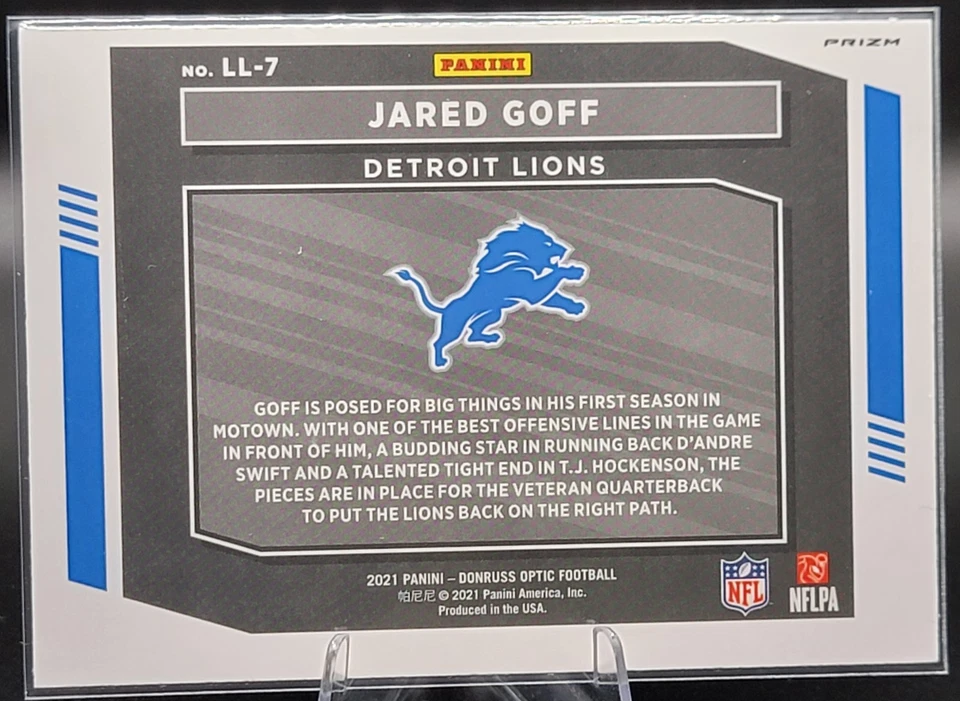 PRIZM
NO. LL-7
PANINI
JARED GOFF
DETROIT LIONS
GOFF IS POSED FOR BIG THINGS IN HIS FIRST SEASON IN
MOTOWN. WITH ONE OF THE BEST OFFENSIVE LINES IN THE GAME
IN FRONT OF HIM, A BUDDING STAR IN RUNNING BACK D'ANDRE
SWIFT AND A TALENTED TIGHT END IN T.J. HOCKENSON, THE
PIECES ARE IN PLACE FOR THE VETERAN QUARTERBACK
TO PUT THE LIONS BACK ON THE RIGHT PATH.
2021 PANINI – DONRUSS OPTIC FOOTBALL
帕尼尼 © 2021 Panini America, Inc.
Produced in the USA.
NFL
NFLPA